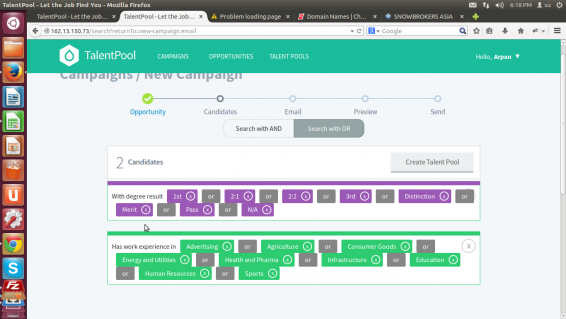 TalentPool - Let the Job Find You - Mozilla Firefox
6:18 PM su
TalentPool - Let the Job...
TalentPool - Let the Job...
Problem loading page
Domain Names | Ch...
SNOWBROKERS ASIA
162.13.150.73/search?returnTo=new-campaign.email
Google
TalentPool CAMPAIGNS OPPORTUNITIES TALENT POOLS Hello, Arpan
Campaigns / New Campaign
Opportunity Candidates Email Preview Send
Search with AND Search with OR
2 Candidates Create Talent Pool
With degree result 1st x or 2:1 x or 2:2 x or 3rd x or Distinction x or
Merit x or Pass x or N/A x
Has work experience in Advertising x or Agriculture x or Consumer Goods x or x
Energy and Utilities x or Health and Pharma x or Infrastructure x or Education x
or Human Resources x or Sports x